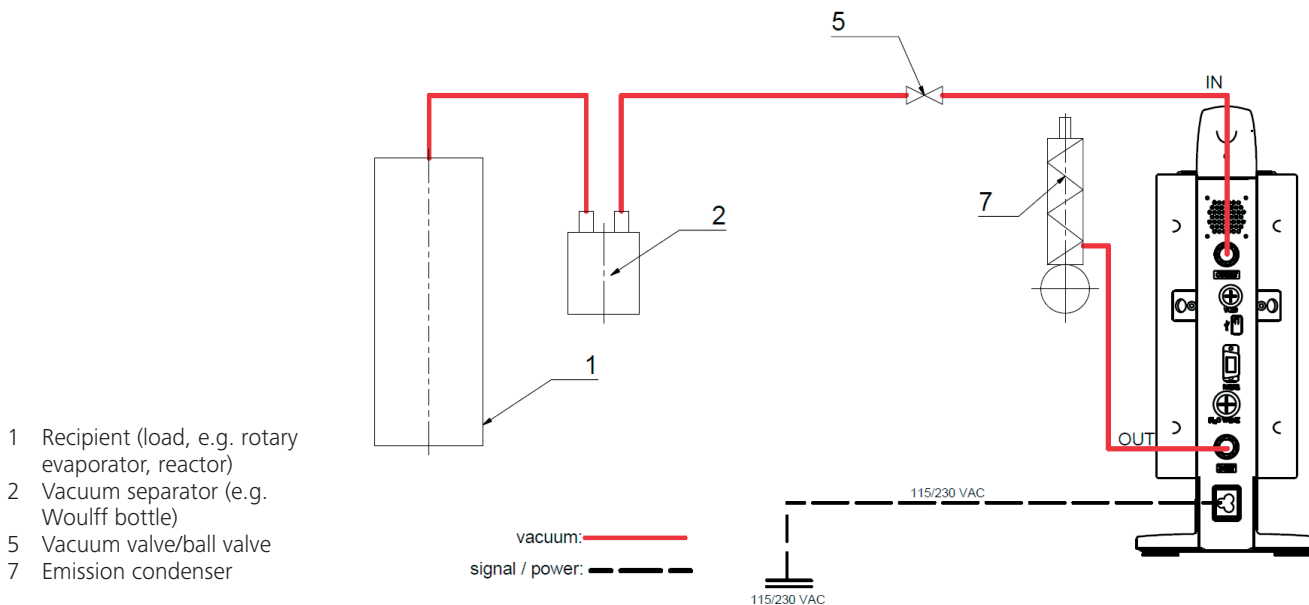 5
IN
7
2
1
OUT
115/230 VAC
1 Recipient (load, e.g. rotary
evaporator, reactor)
2 Vacuum separator (e.g.
Woulff bottle)
5 Vacuum valve/ball valve
7 Emission condenser
vacuum:
signal / power:
115/230 VAC